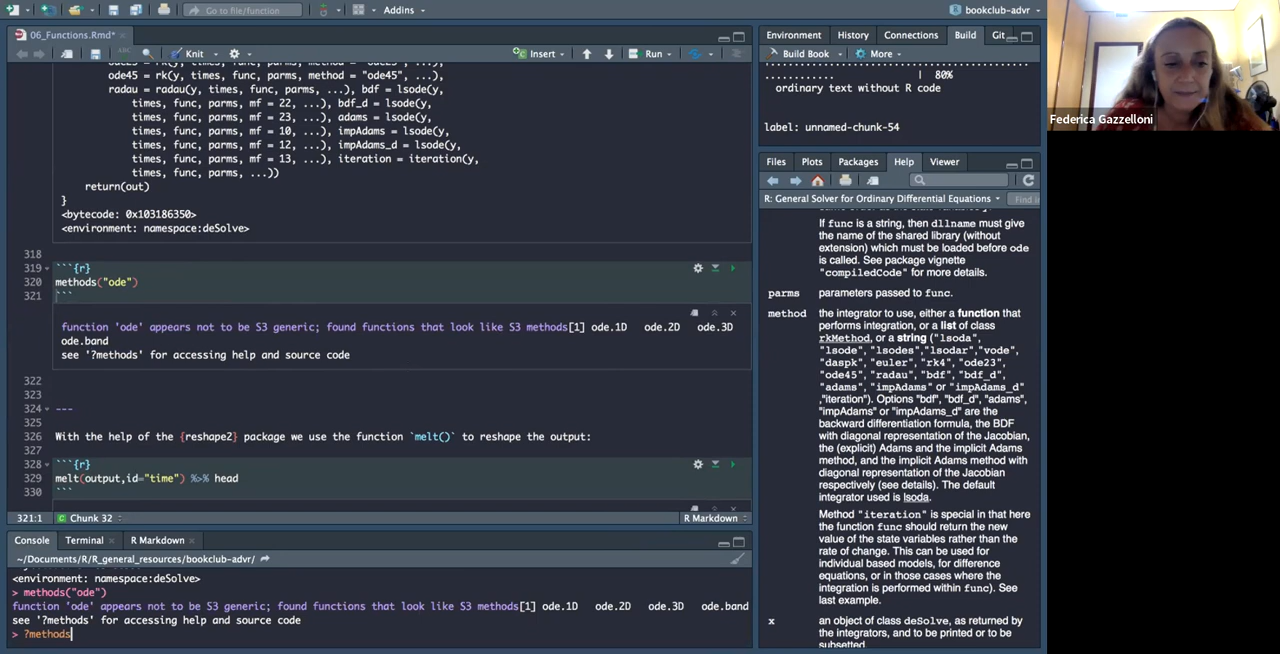 Go to file/function
Addins
bookclub-advr
06_Functions.Rmd*
Knit
Insert
Run
ode45 = rk(y, times, func, parms, method = "ode45", ...),
radau = radau(y, times, func, parms, ...), bdf = lsode(y,
times, func, parms, mf = 22, ...), bdf_d = lsode(y,
times, func, parms, mf = 23, ...), adams = lsode(y,
times, func, parms, mf = 10, ...), impAdams = lsode(y,
times, func, parms, mf = 12, ...), impAdams_d = lsode(y,
times, func, parms, mf = 13, ...), iteration = iteration(y,
times, func, parms, ...))
return(out)
}
<bytecode: 0x103186350>
<environment: namespace:deSolve>
318
319 ```{r}
320 methods("ode")
321 ```
function 'ode' appears not to be S3 generic; found functions that look like S3 methods[1] ode.1D ode.2D ode.3D
ode.band
see '?methods' for accessing help and source code
322
323
324 ---
325
326 With the help of the {reshape2} package we use the function `melt()` to reshape the output:
327
328 ```{r}
329 melt(output,id="time") %>% head
330 ```
321:1 Chunk 32 R Markdown
Console Terminal R Markdown
~/Documents/R/R_general_resources/bookclub-advr/
<environment: namespace:deSolve>
> methods("ode")
function 'ode' appears not to be S3 generic; found functions that look like S3 methods[1] ode.1D ode.2D ode.3D ode.band
see '?methods' for accessing help and source code
> ?methods
Environment History Connections Build Git
Build Book More
............ | 80%
ordinary text without R code
label: unnamed-chunk-54
Files Plots Packages Help Viewer
R: General Solver for Ordinary Differential Equations Find in
If func is a string, then dllname must give
the name of the shared library (without
extension) which must be loaded before ode
is called. See package vignette
"compiledCode" for more details.
parms parameters passed to func.
method the integrator to use, either a function that
performs integration, or a list of class
rkMethod, or a string ("lsoda",
"lsode", "lsodes","lsodar","vode",
"daspk", "euler", "rk4", "ode23",
"ode45", "radau", "bdf", "bdf_d",
"adams", "impAdams" or "impAdams_d"
,"iteration"). Options "bdf", "bdf_d", "adams",
"impAdams" or "impAdams_d" are the
backward differentiation formula, the BDF
with diagonal representation of the Jacobian,
the (explicit) Adams and the implicit Adams
method, and the implicit Adams method with
diagonal representation of the Jacobian
respectively (see details). The default
integrator used is lsoda.
Method "iteration" is special in that here
the function func should return the new
value of the state variables rather than the
rate of change. This can be used for
individual based models, for difference
equations, or in those cases where the
integration is performed within func). See
last example.
x an object of class deSolve, as returned by
the integrators, and to be printed or to be
subsetted.
Federica Gazzelloni